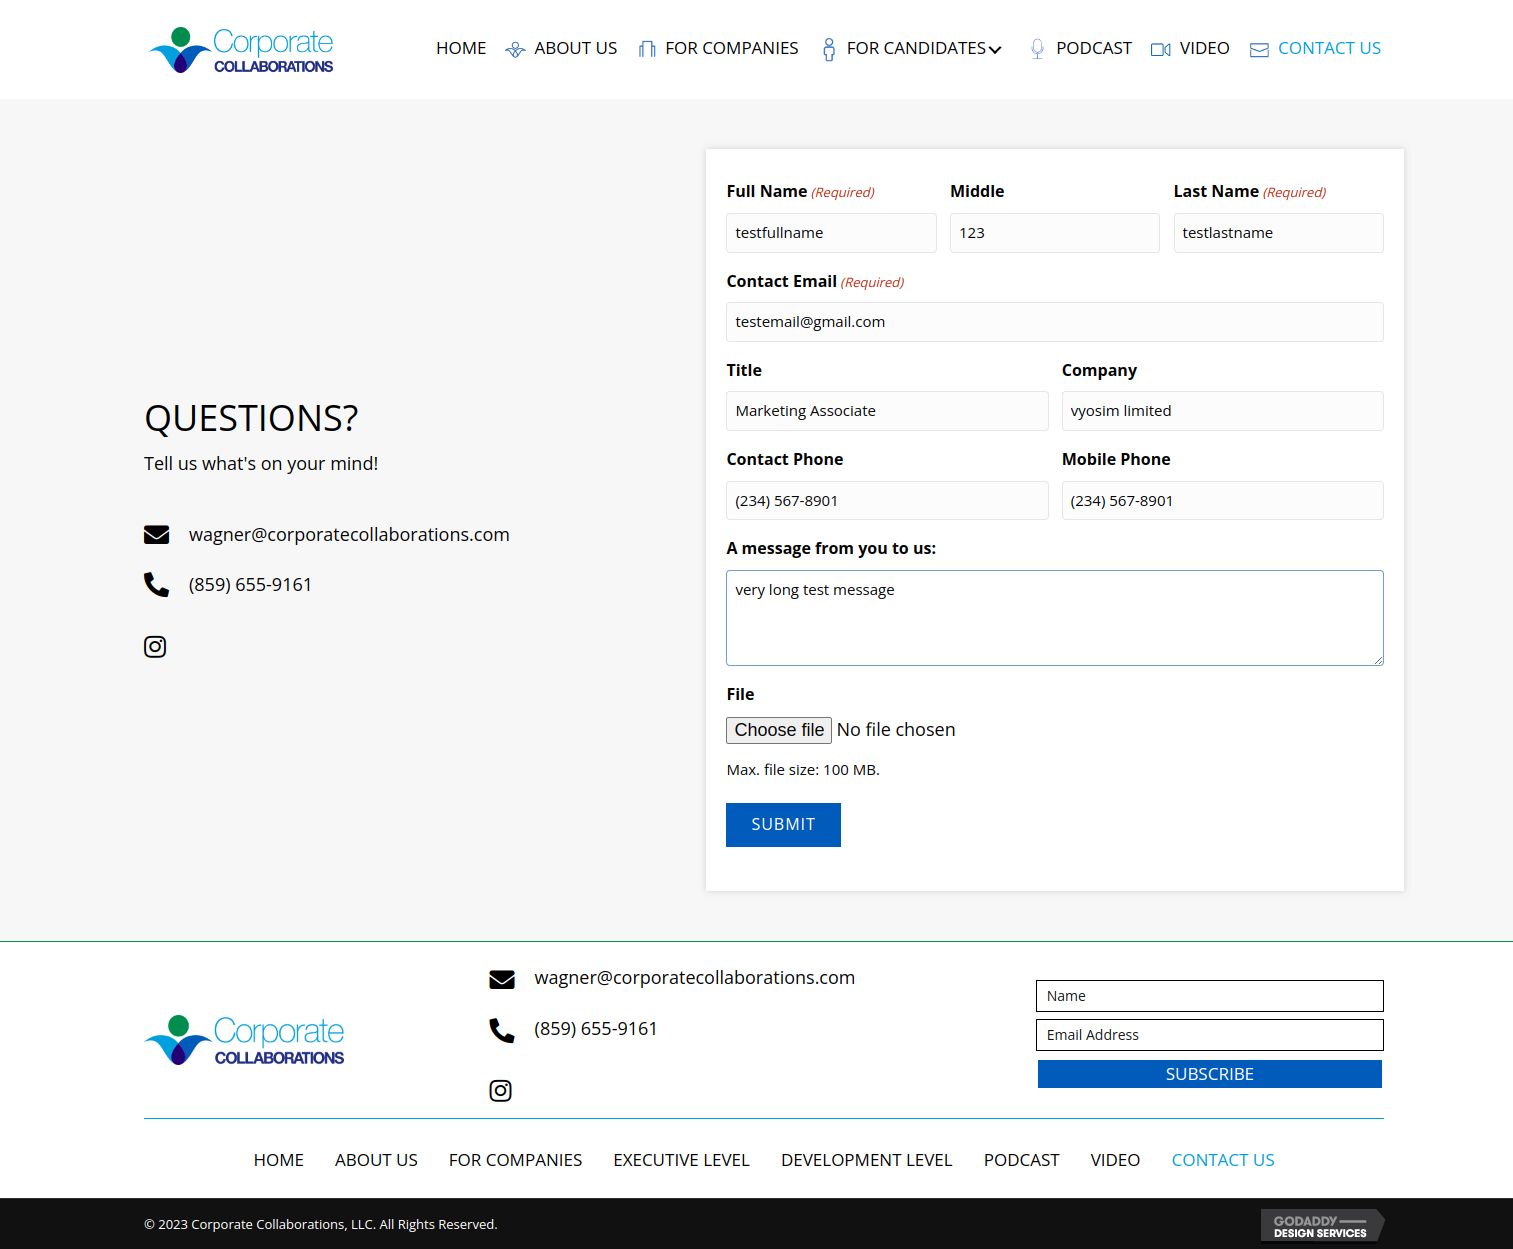 Corporate
COLLABORATIONS
HOME ABOUT US FOR COMPANIES FOR CANDIDATES PODCAST VIDEO CONTACT US
QUESTIONS?
Tell us what's on your mind!
wagner@corporatecollaborations.com
(859) 655-9161
Full Name (Required) Middle Last Name (Required)
testfullname 123 testlastname
Contact Email (Required)
testemail@gmail.com
Title Company
Marketing Associate vyosim limited
Contact Phone Mobile Phone
(234) 567-8901 (234) 567-8901
A message from you to us:
very long test message
File
Choose file No file chosen
Max. file size: 100 MB.
SUBMIT
Corporate
COLLABORATIONS
wagner@corporatecollaborations.com
(859) 655-9161
Name
Email Address
SUBSCRIBE
HOME ABOUT US FOR COMPANIES EXECUTIVE LEVEL DEVELOPMENT LEVEL PODCAST VIDEO CONTACT US
© 2023 Corporate Collaborations, LLC. All Rights Reserved.
GODADDY
DESIGN SERVICES